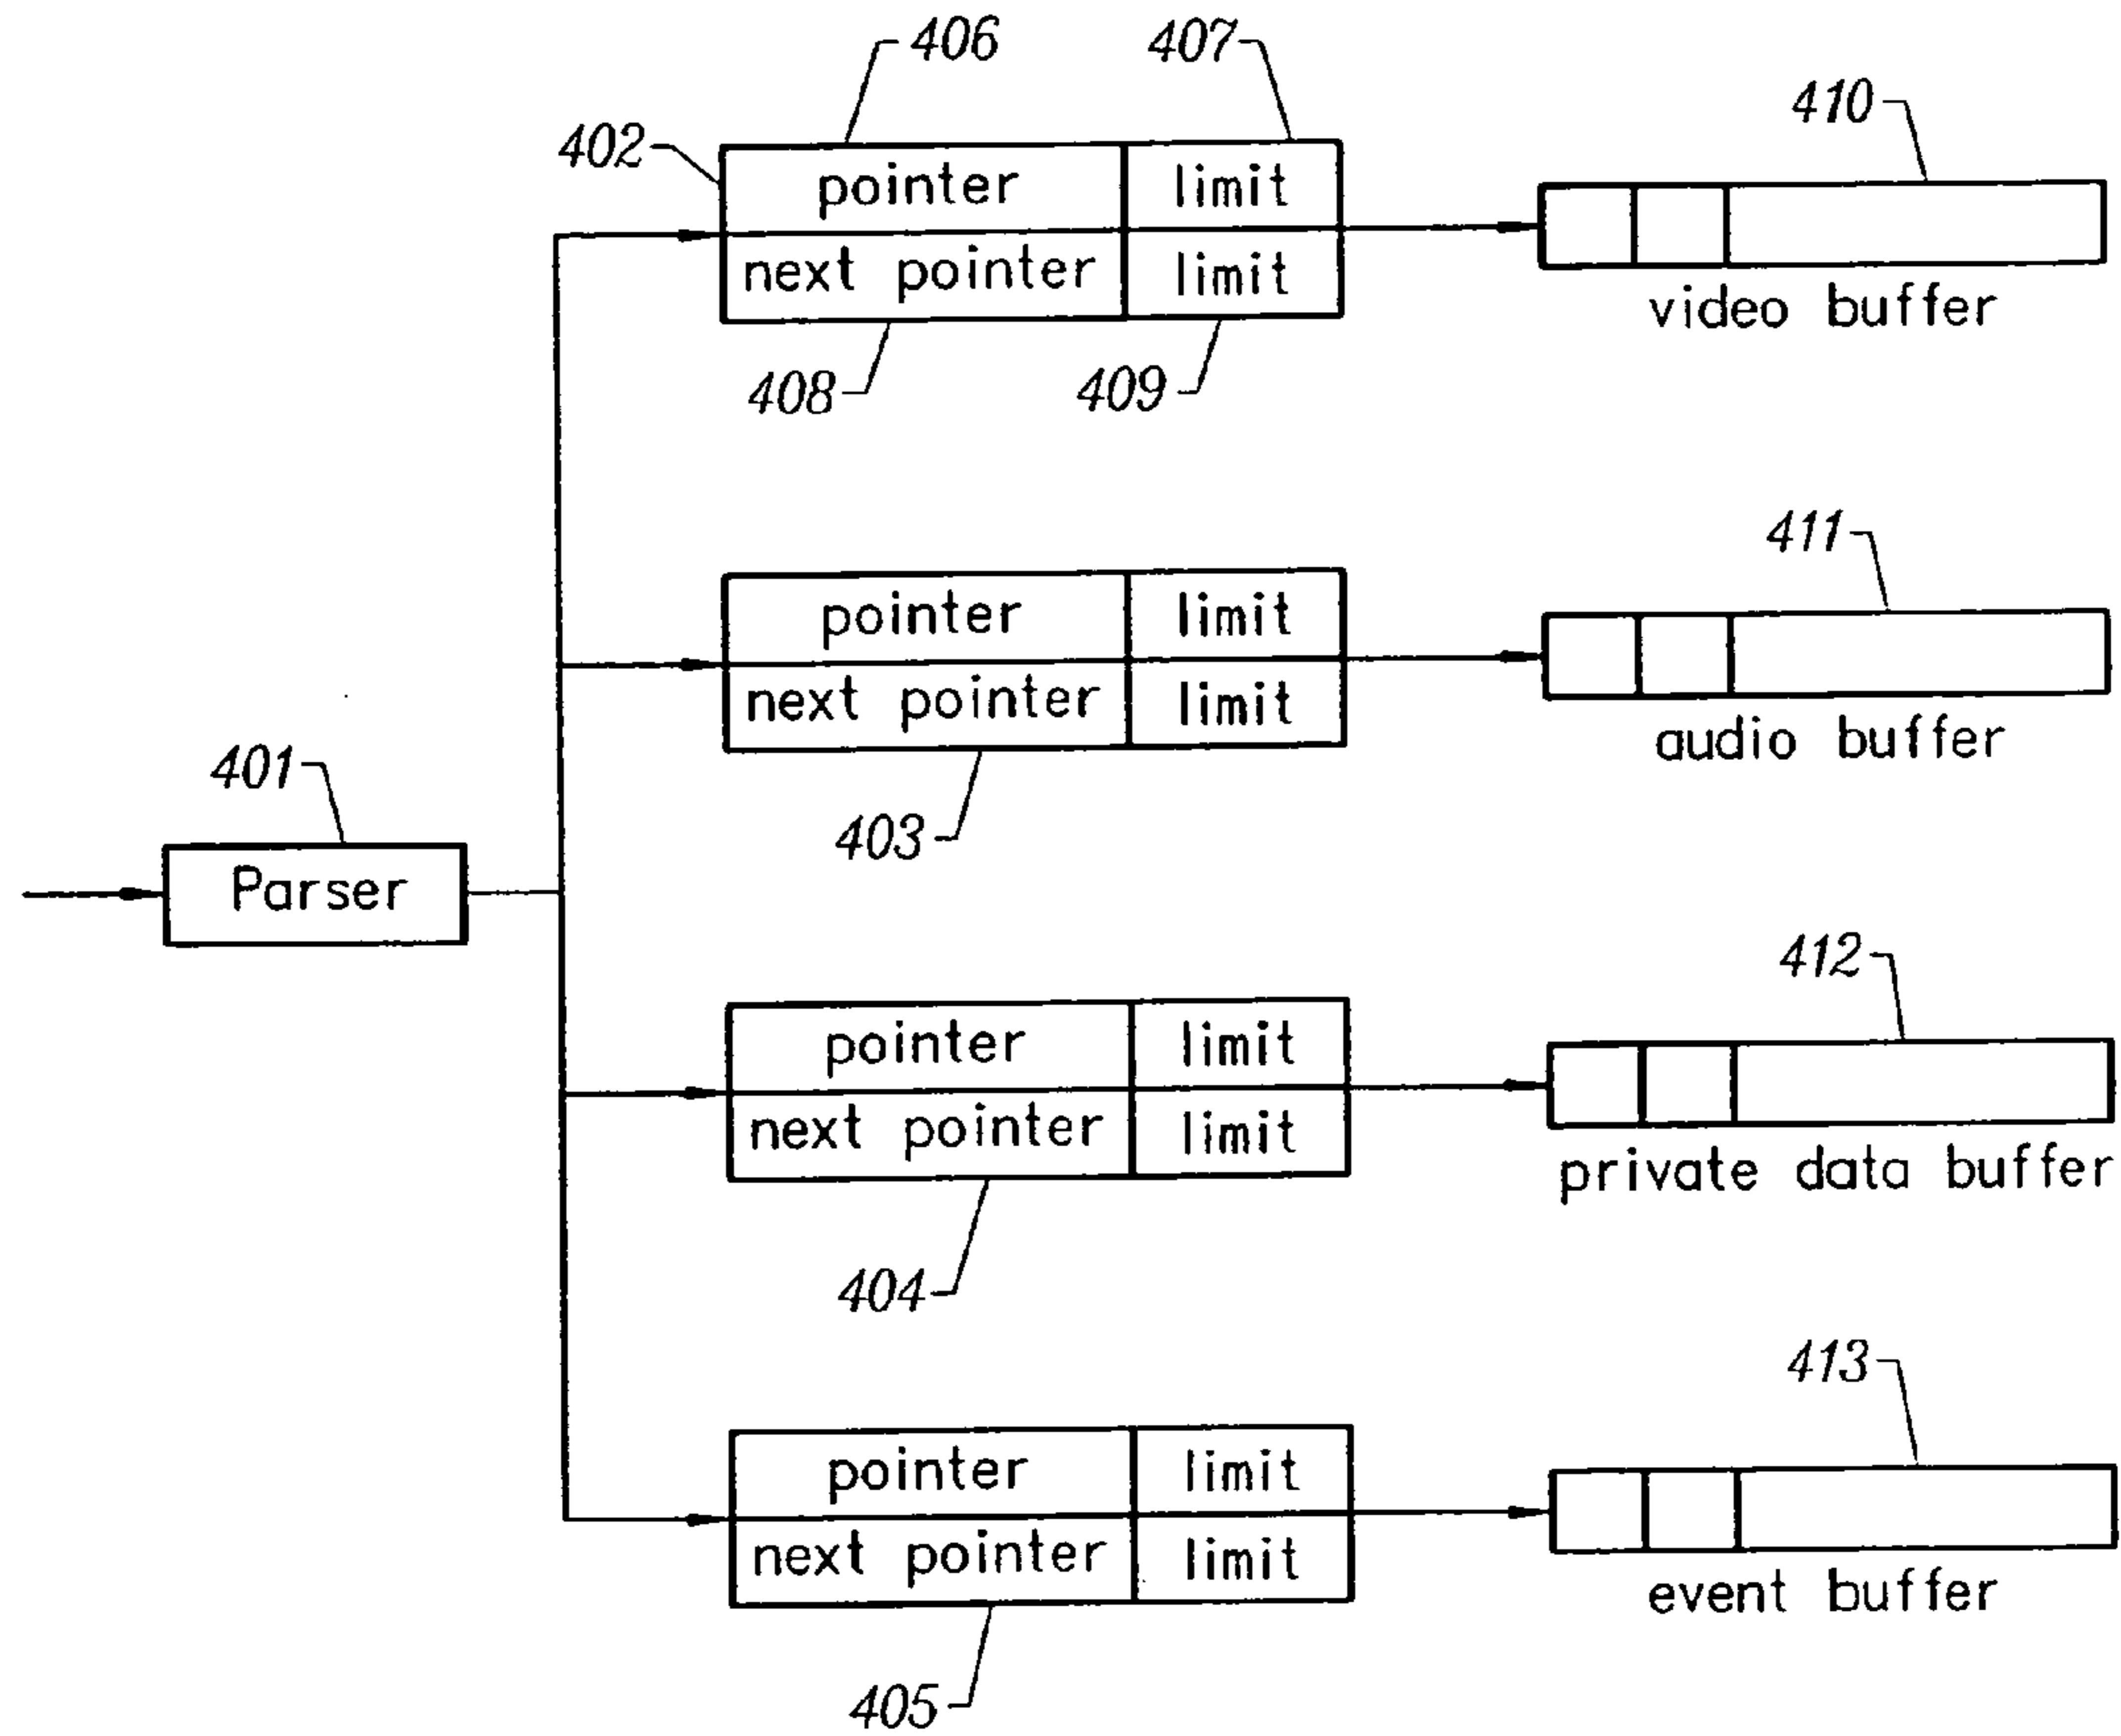 406 407
410
402
pointer limit
next pointer limit
video buffer
408 409
411
pointer limit
next pointer limit
audio buffer
401
403
Parser
412
pointer limit
next pointer limit
private data buffer
404
413
pointer limit
next pointer limit
event buffer
405